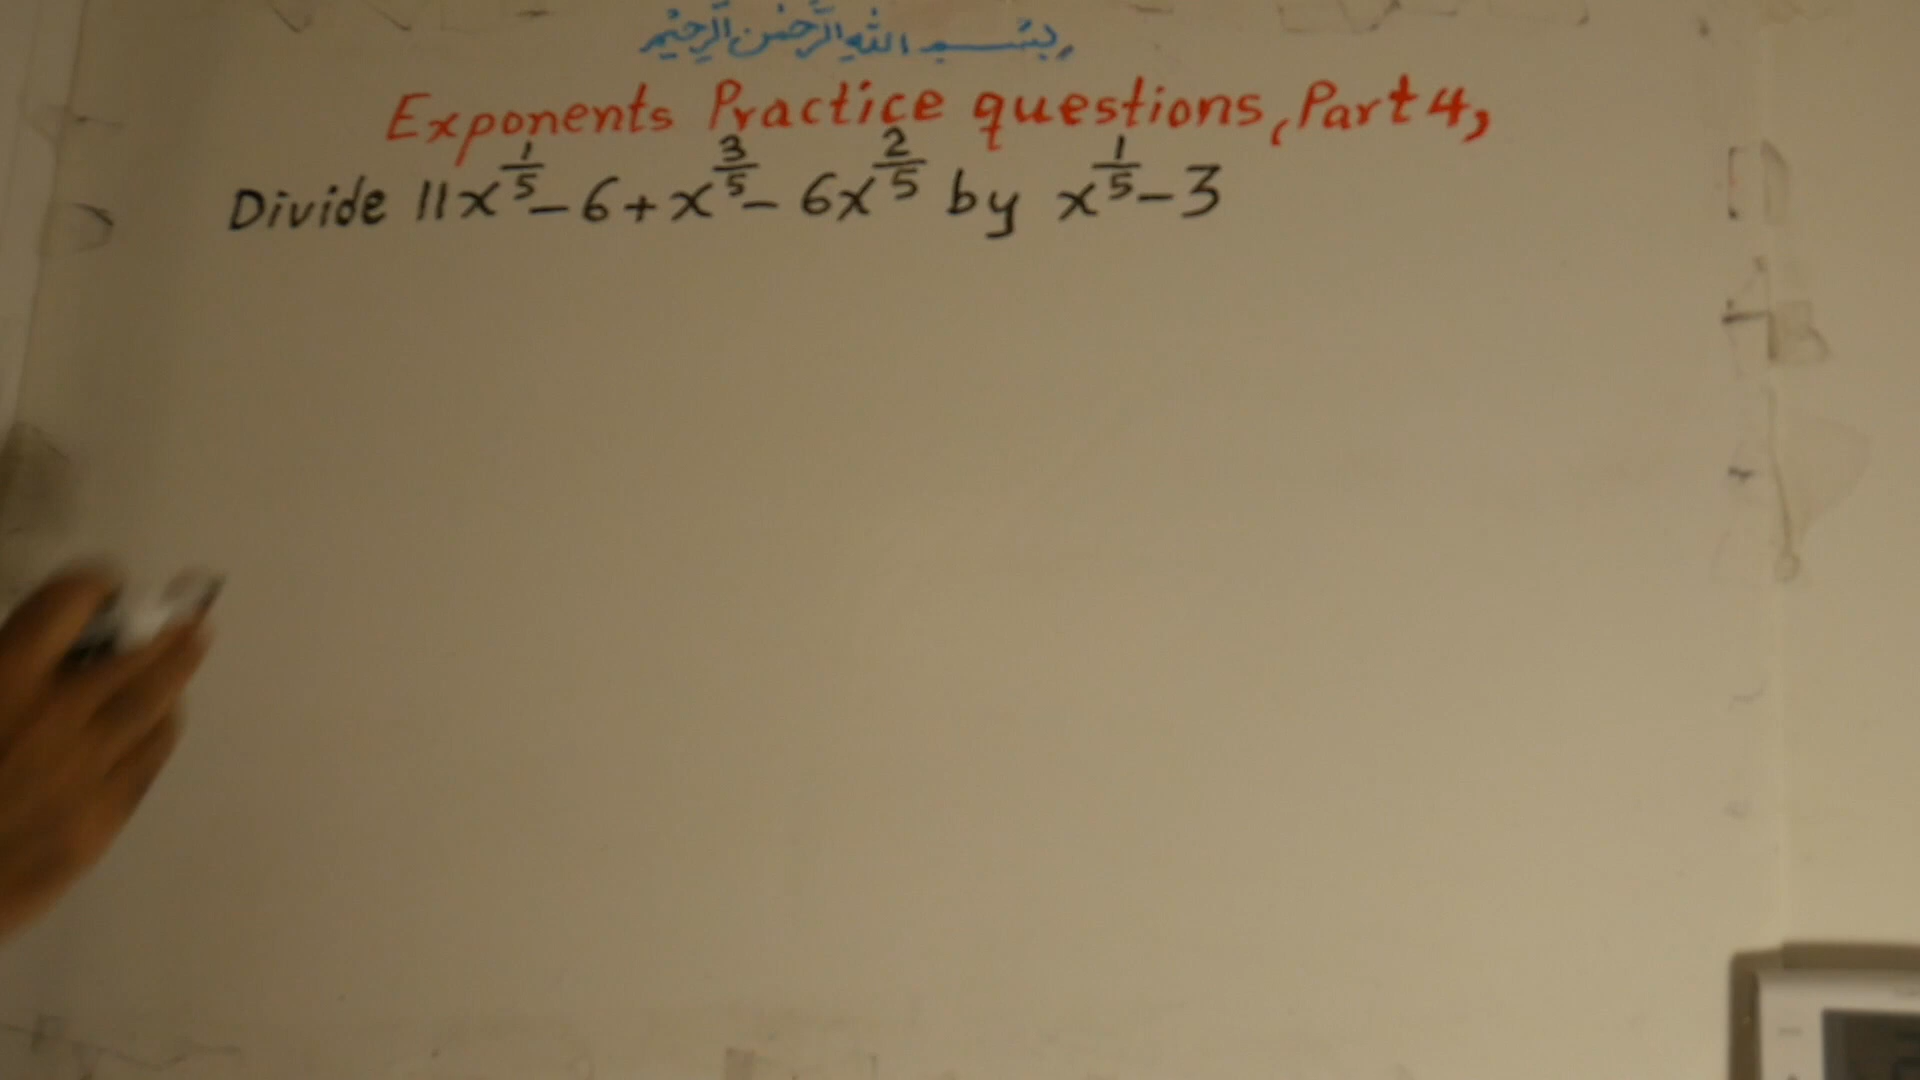 بِسْمِ اللهِ الرَّحْمٰنِ الرَّحِيْمِ
Exponents Practice questions, Part 4,
Divide 11x^{1/5} - 6 + x^{3/5} - 6x^{2/5} by x^{1/5} - 3